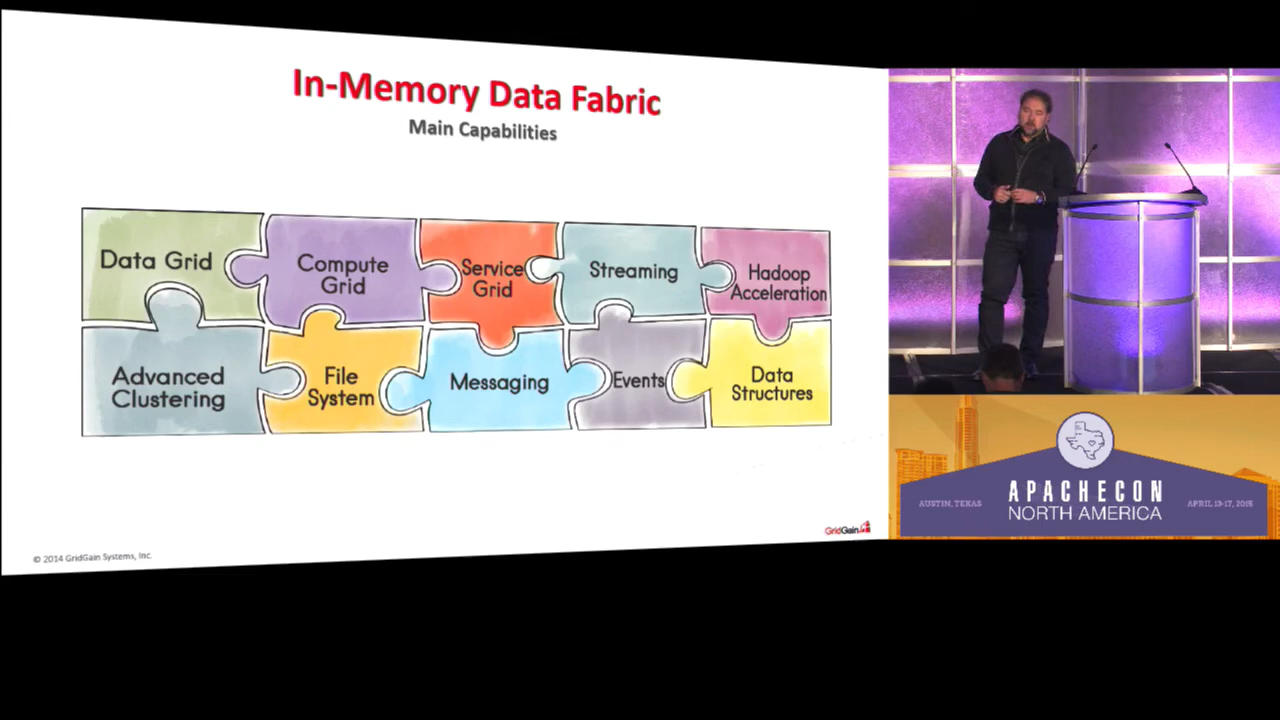 In-Memory Data Fabric
Main Capabilities
Data Grid
Compute
Grid
Service
Grid
Streaming
Hadoop
Acceleration
Advanced
Clustering
File
System
Messaging
Events
Data
Structures
GridGain
© 2014 GridGain Systems, Inc.
APACHECON
NORTH AMERICA
AUSTIN, TEXAS
APRIL 13-17, 2015